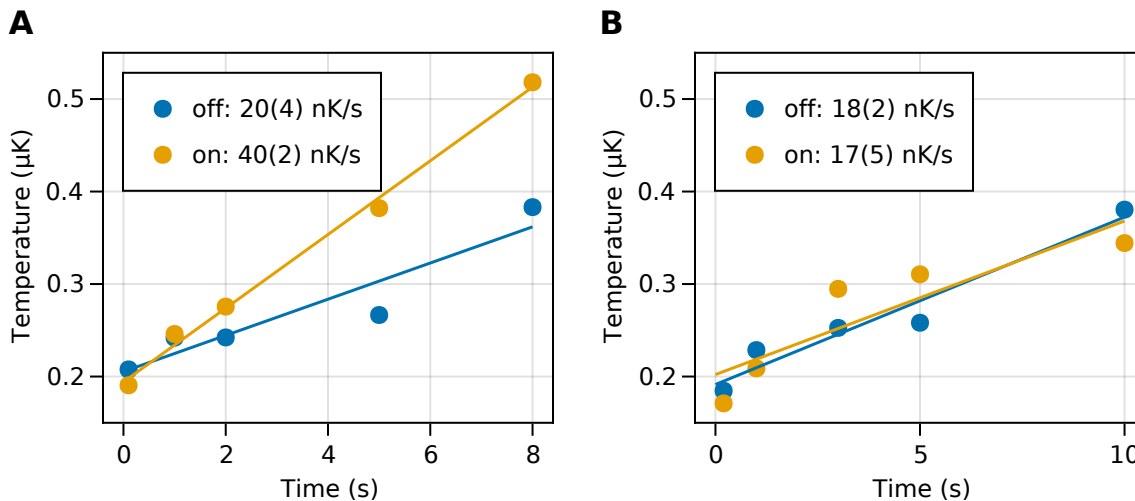 A
Temperature (μK)
0.5
0.4
0.3
0.2
off: 20(4) nK/s
on: 40(2) nK/s
0 2 4 6 8
Time (s)
B
Temperature (μK)
0.5
0.4
0.3
0.2
off: 18(2) nK/s
on: 17(5) nK/s
0 5 10
Time (s)